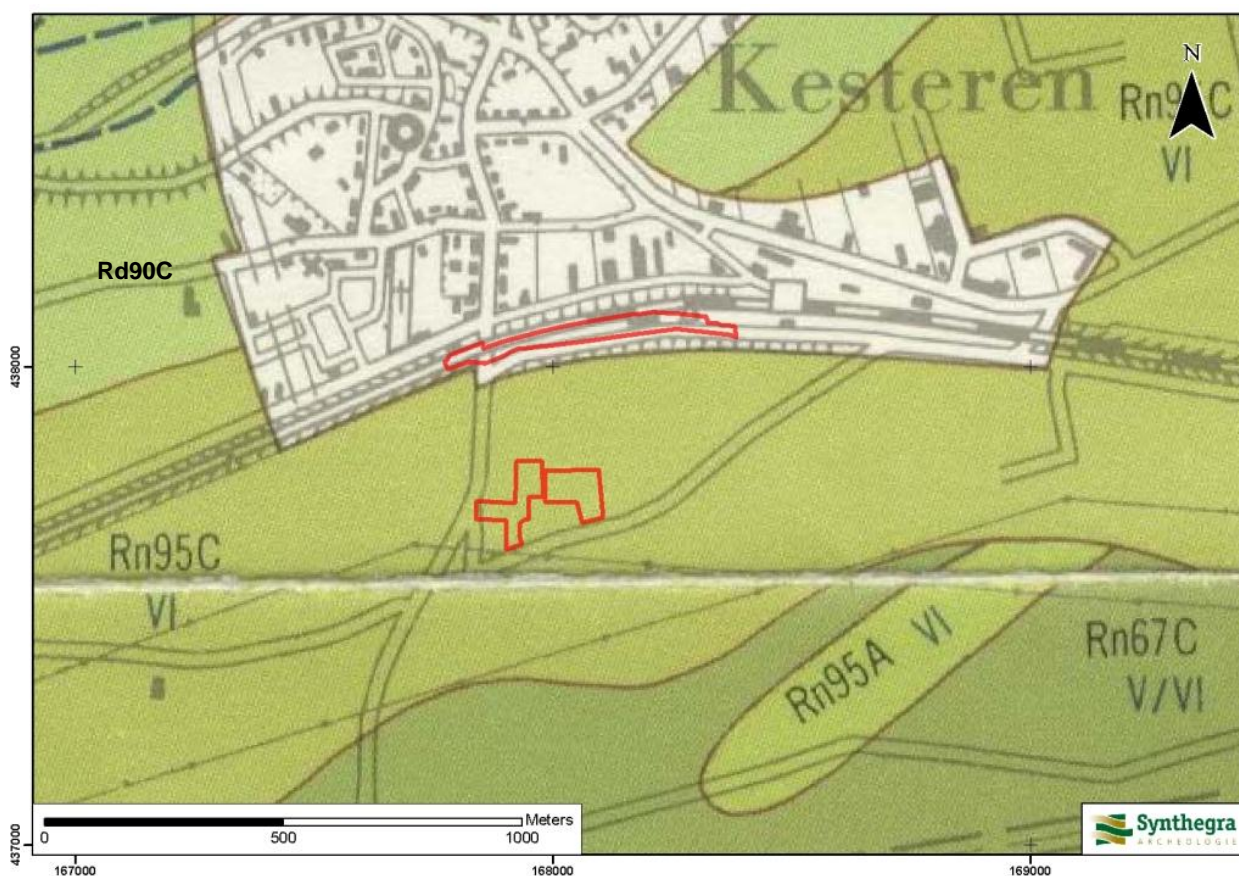 Kesteren
N
Rn95C
VI
Rd90C
438000
Rn95C
VI
Rn95A VI
Rn67C
V/VI
Meters
0 500 1000
Synthegra
ARCHEOLOGIE
437000
167000 168000 169000